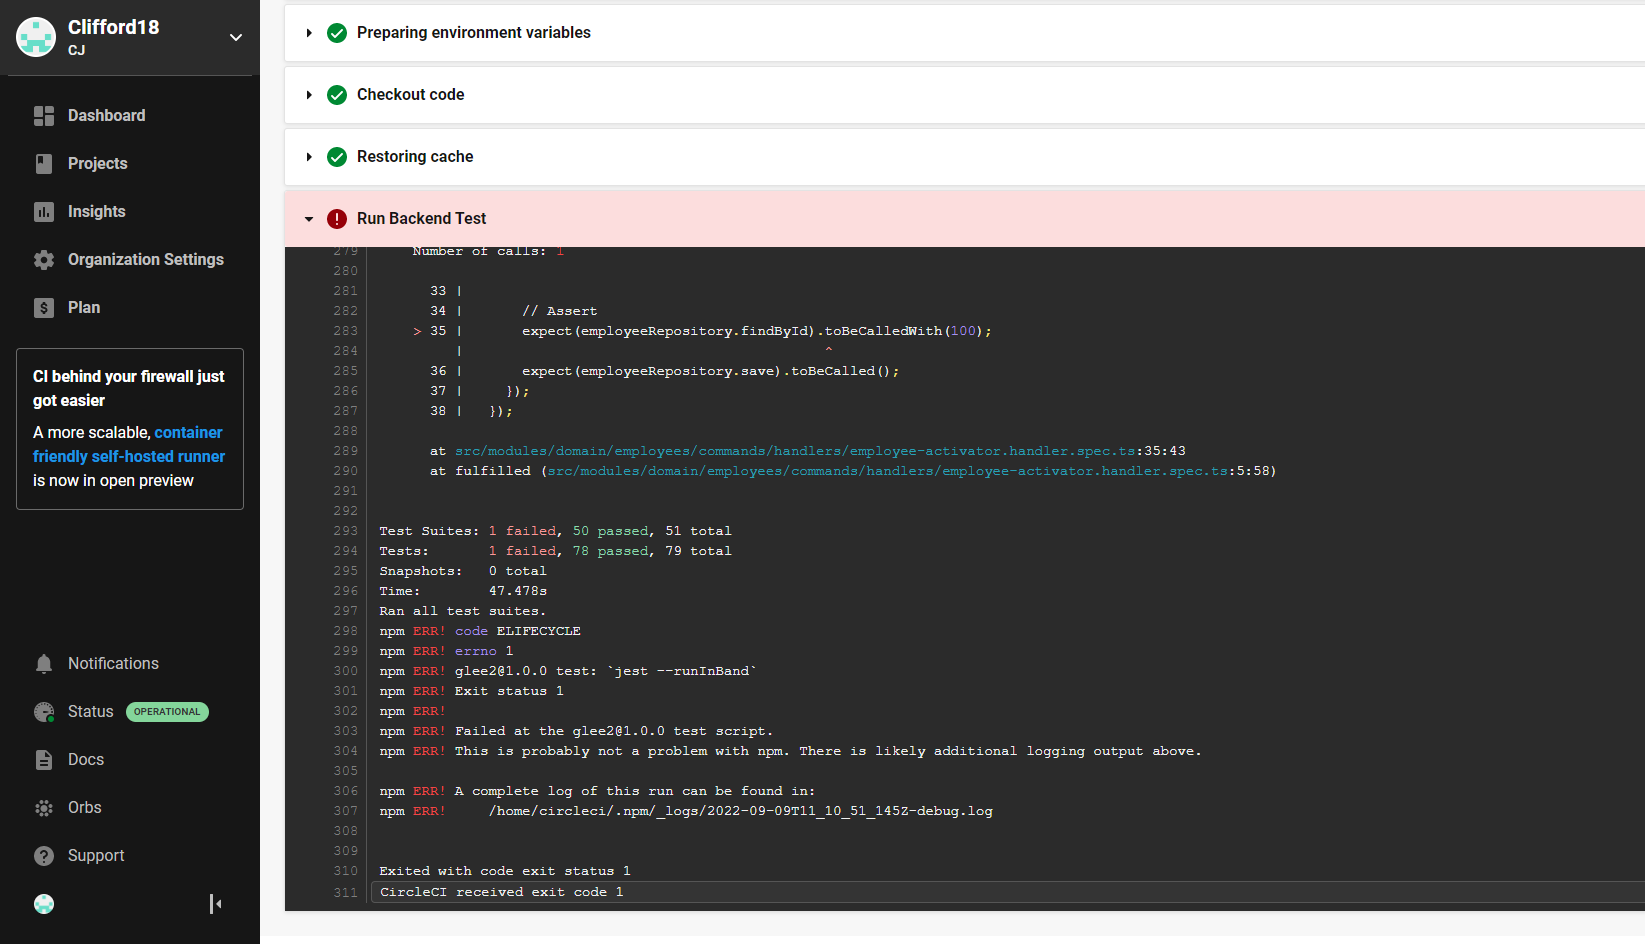 Clifford18
CJ
Dashboard
Projects
Insights
Organization Settings
Plan
CI behind your firewall just
got easier
A more scalable, container
friendly self-hosted runner
is now in open preview
Notifications
Status OPERATIONAL
Docs
Orbs
Support
Preparing environment variables
Checkout code
Restoring cache
Run Backend Test
279 Number of calls: 1
280
281 33 |
282 34 | // Assert
283 > 35 | expect(employeeRepository.findById).toBeCalledWith(100);
284 | ^
285 36 | expect(employeeRepository.save).toBeCalled();
286 37 | });
287 38 | });
288
289 at src/modules/domain/employees/commands/handlers/employee-activator.handler.spec.ts:35:43
290 at fulfilled (src/modules/domain/employees/commands/handlers/employee-activator.handler.spec.ts:5:58)
291
292
293 Test Suites: 1 failed, 50 passed, 51 total
294 Tests: 1 failed, 78 passed, 79 total
295 Snapshots: 0 total
296 Time: 47.478s
297 Ran all test suites.
298 npm ERR! code ELIFECYCLE
299 npm ERR! errno 1
300 npm ERR! glee2@1.0.0 test: `jest --runInBand`
301 npm ERR! Exit status 1
302 npm ERR!
303 npm ERR! Failed at the glee2@1.0.0 test script.
304 npm ERR! This is probably not a problem with npm. There is likely additional logging output above.
305
306 npm ERR! A complete log of this run can be found in:
307 npm ERR! /home/circleci/.npm/_logs/2022-09-09T11_10_51_145Z-debug.log
308
309
310 Exited with code exit status 1
311 CircleCI received exit code 1